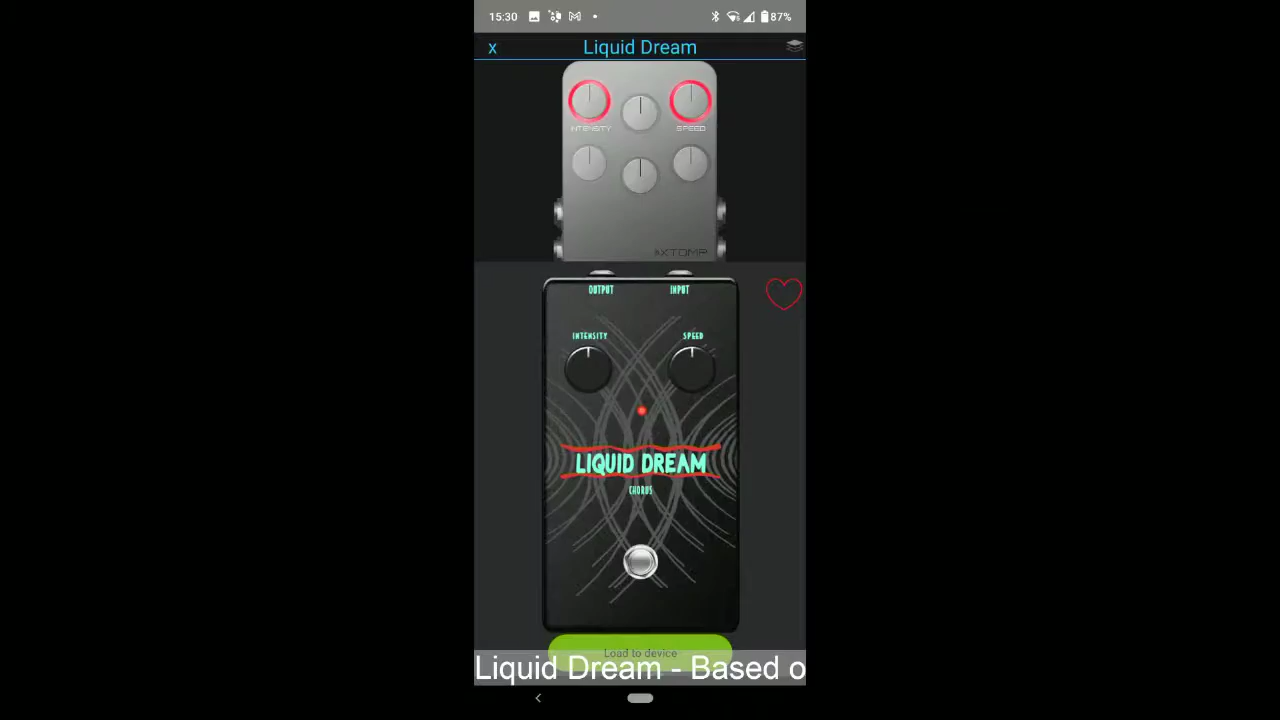 15:30 87%
x Liquid Dream
INTENSITY SPEED
XTOMP
OUTPUT INPUT
INTENSITY SPEED
LIQUID DREAM
CHORUS
Load to device
Liquid Dream - Based o